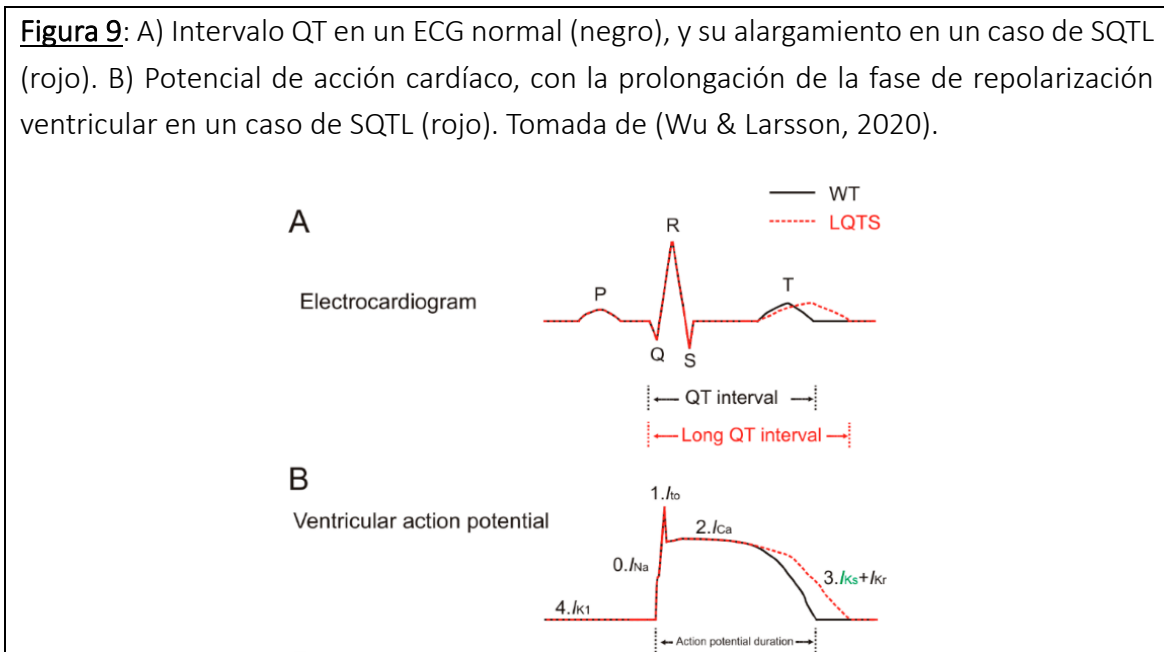 Figura 9: A) Intervalo QT en un ECG normal (negro), y su alargamiento en un caso de SQTL
(rojo). B) Potencial de acción cardíaco, con la prolongación de la fase de repolarización
ventricular en un caso de SQTL (rojo). Tomada de (Wu & Larsson, 2020).
WT
LQTS
A
Electrocardiogram
P
R
Q
S
T
QT interval
Long QT interval
B
Ventricular action potential
1.Ito
2.ICa
0.INa
3.IKs+IKr
4.IK1
Action potential duration